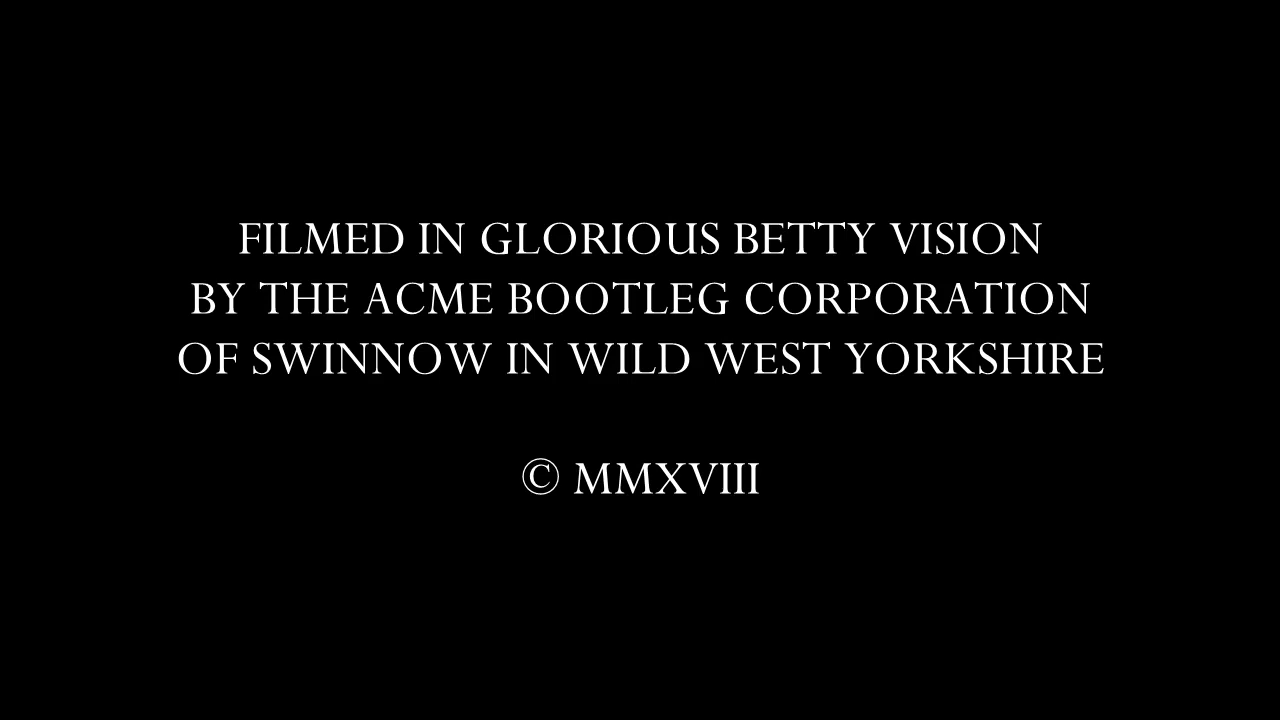 FILMED IN GLORIOUS BETTY VISION
BY THE ACME BOOTLEG CORPORATION
OF SWINNOW IN WILD WEST YORKSHIRE
© MMXVIII